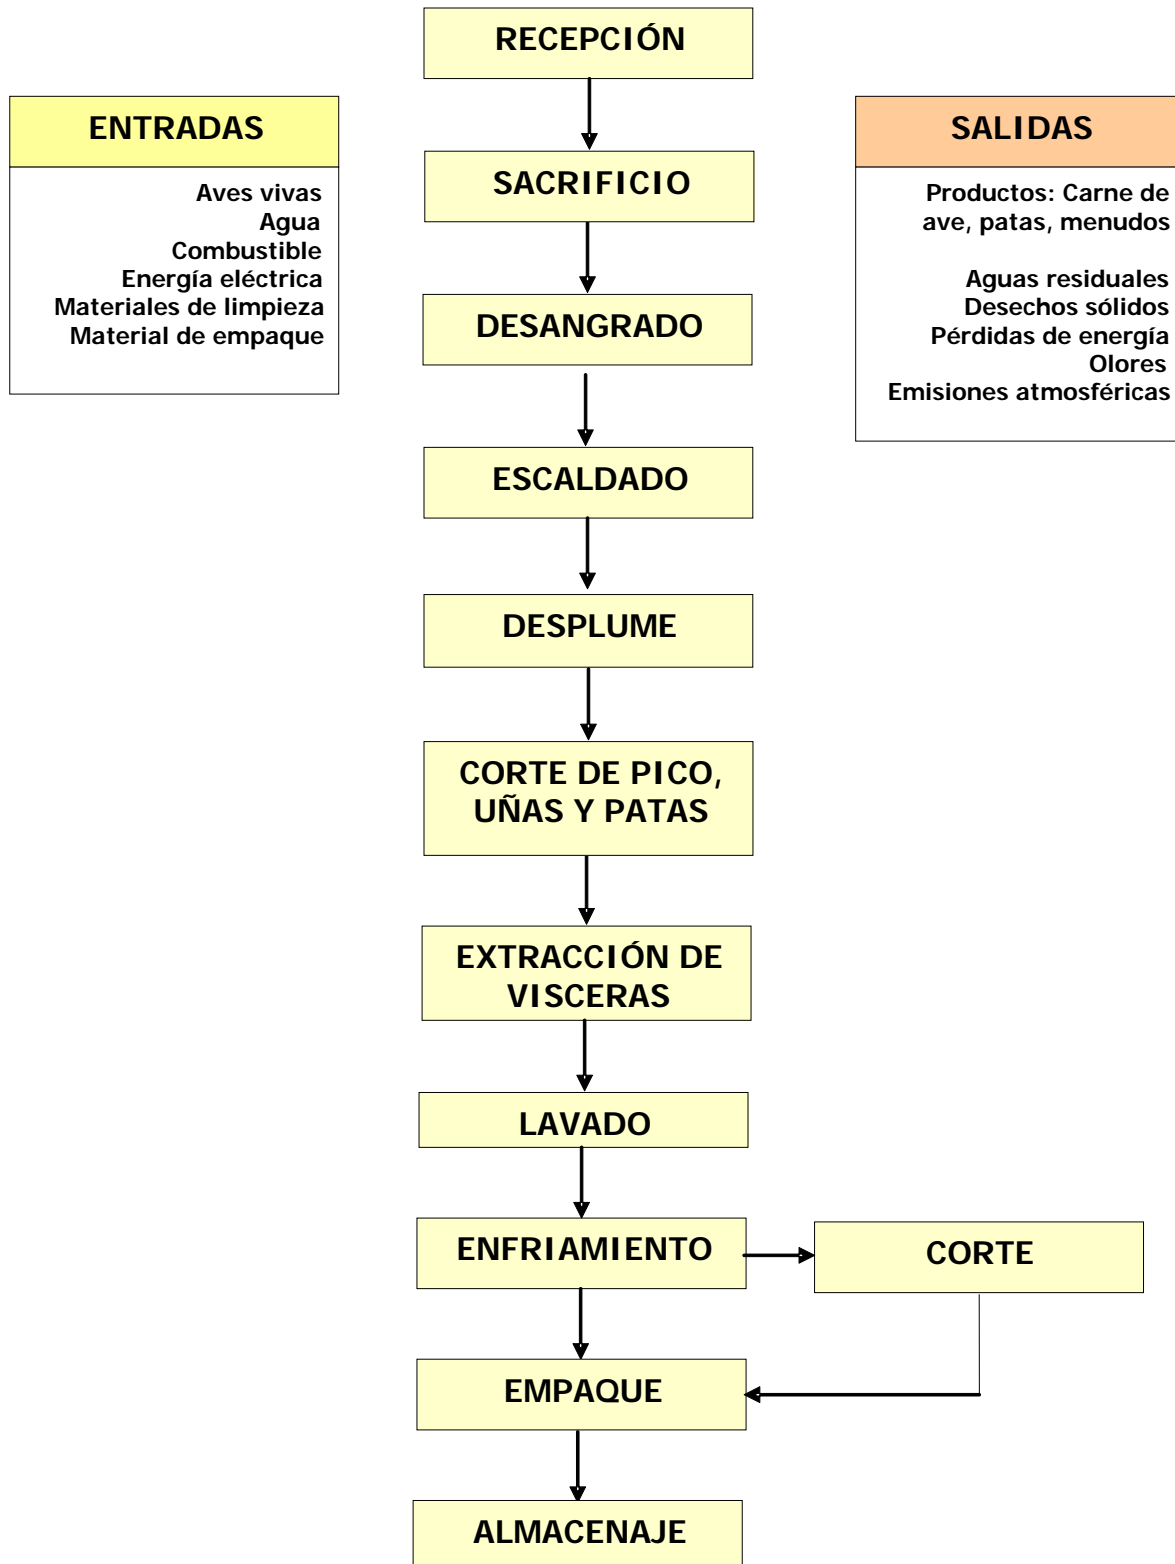 RECEPCIÓN
ENTRADAS
Aves vivas
Agua
Combustible
Energía eléctrica
Materiales de limpieza
Material de empaque
SALIDAS
Productos: Carne de
ave, patas, menudos
Aguas residuales
Desechos sólidos
Pérdidas de energía
Olores
Emisiones atmosféricas
SACRIFICIO
DESANGRADO
ESCALDADO
DESPLUME
CORTE DE PICO,
UÑAS Y PATAS
EXTRACCIÓN DE
VISCERAS
LAVADO
ENFRIAMIENTO
CORTE
EMPAQUE
ALMACENAJE